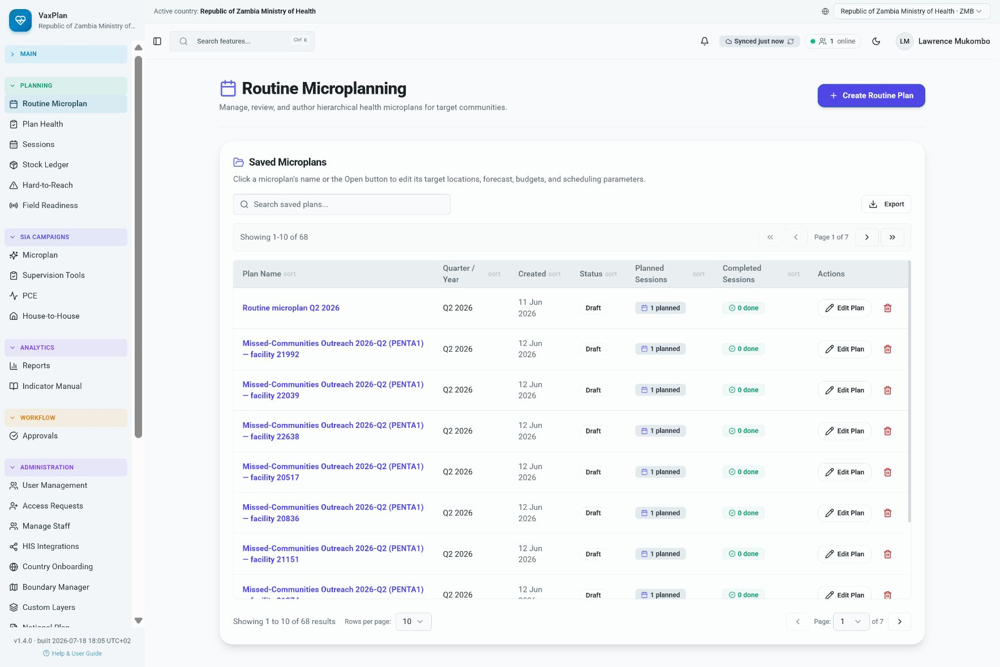 VaxPlan
Republic of Zambia Ministry of...
MAIN
PLANNING
Routine Microplan
Plan Health
Sessions
Stock Ledger
Hard-to-Reach
Field Readiness
SIA CAMPAIGNS
Microplan
Supervision Tools
PCE
House-to-House
ANALYTICS
Reports
Indicator Manual
WORKFLOW
Approvals
ADMINISTRATION
User Management
Access Requests
Manage Staff
HIS Integrations
Country Onboarding
Boundary Manager
Custom Layers
National Plan
v1.4.0 · built 2026-07-18 18:05 UTC+02
Help & User Guide
Active country: Republic of Zambia Ministry of Health
Republic of Zambia Ministry of Health · ZMB
Search features... Ctrl K
Synced just now
1 online
LM Lawrence Mukombo
Routine Microplanning
Manage, review, and author hierarchical health microplans for target communities.
Create Routine Plan
Saved Microplans
Click a microplan's name or the Open button to edit its target locations, forecast, budgets, and scheduling parameters.
Search saved plans...
Export
Showing 1-10 of 68
Page 1 of 7
Plan Name sort
Quarter / Year sort
Created sort
Status sort
Planned Sessions sort
Completed Sessions sort
Actions
Routine microplan Q2 2026 Q2 2026 11 Jun 2026 Draft 1 planned 0 done Edit Plan
Missed-Communities Outreach 2026-Q2 (PENTA1) — facility 21992 Q2 2026 12 Jun 2026 Draft 1 planned 0 done Edit Plan
Missed-Communities Outreach 2026-Q2 (PENTA1) — facility 22039 Q2 2026 12 Jun 2026 Draft 1 planned 0 done Edit Plan
Missed-Communities Outreach 2026-Q2 (PENTA1) — facility 22638 Q2 2026 12 Jun 2026 Draft 1 planned 0 done Edit Plan
Missed-Communities Outreach 2026-Q2 (PENTA1) — facility 20517 Q2 2026 12 Jun 2026 Draft 1 planned 0 done Edit Plan
Missed-Communities Outreach 2026-Q2 (PENTA1) — facility 20836 Q2 2026 12 Jun 2026 Draft 1 planned 0 done Edit Plan
Missed-Communities Outreach 2026-Q2 (PENTA1) — facility 21151 Q2 2026 12 Jun 2026 Draft 1 planned 0 done Edit Plan
Missed-Communities Outreach 2026-Q2 (PENTA1) Q2 2026 12 Jun Draft 1 planned 0 done Edit Plan
Showing 1 to 10 of 68 results
Rows per page: 10
Page: 1 of 7